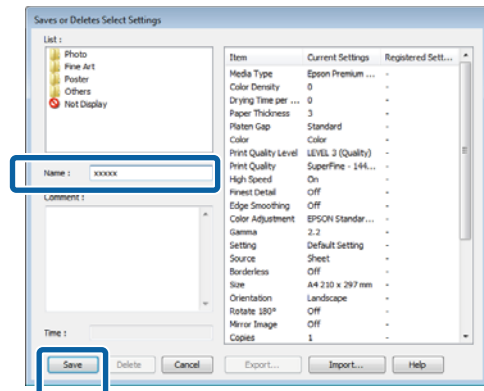 Saves or Deletes Select Settings
List :
Photo
Fine Art
Poster
Others
Not Display
Name : xxxxx
Comment :
Time :
Item Current Settings Registered Sett...
Media Type Epson Premium ... -
Color Density 0 -
Drying Time per ... 0 -
Paper Thickness 3 -
Platen Gap Standard -
Color Color -
Print Quality Level LEVEL 3 (Quality) -
Print Quality SuperFine - 144... -
High Speed On -
Finest Detail Off -
Edge Smoothing Off -
Color Adjustment EPSON Standar... -
Gamma 2.2 -
Setting Default Setting -
Source Sheet -
Borderless Off -
Size A4 210 x 297 mm -
Orientation Landscape -
Rotate 180° Off -
Mirror Image Off -
Copies 1 -
Save Delete Cancel Export... Import... Help